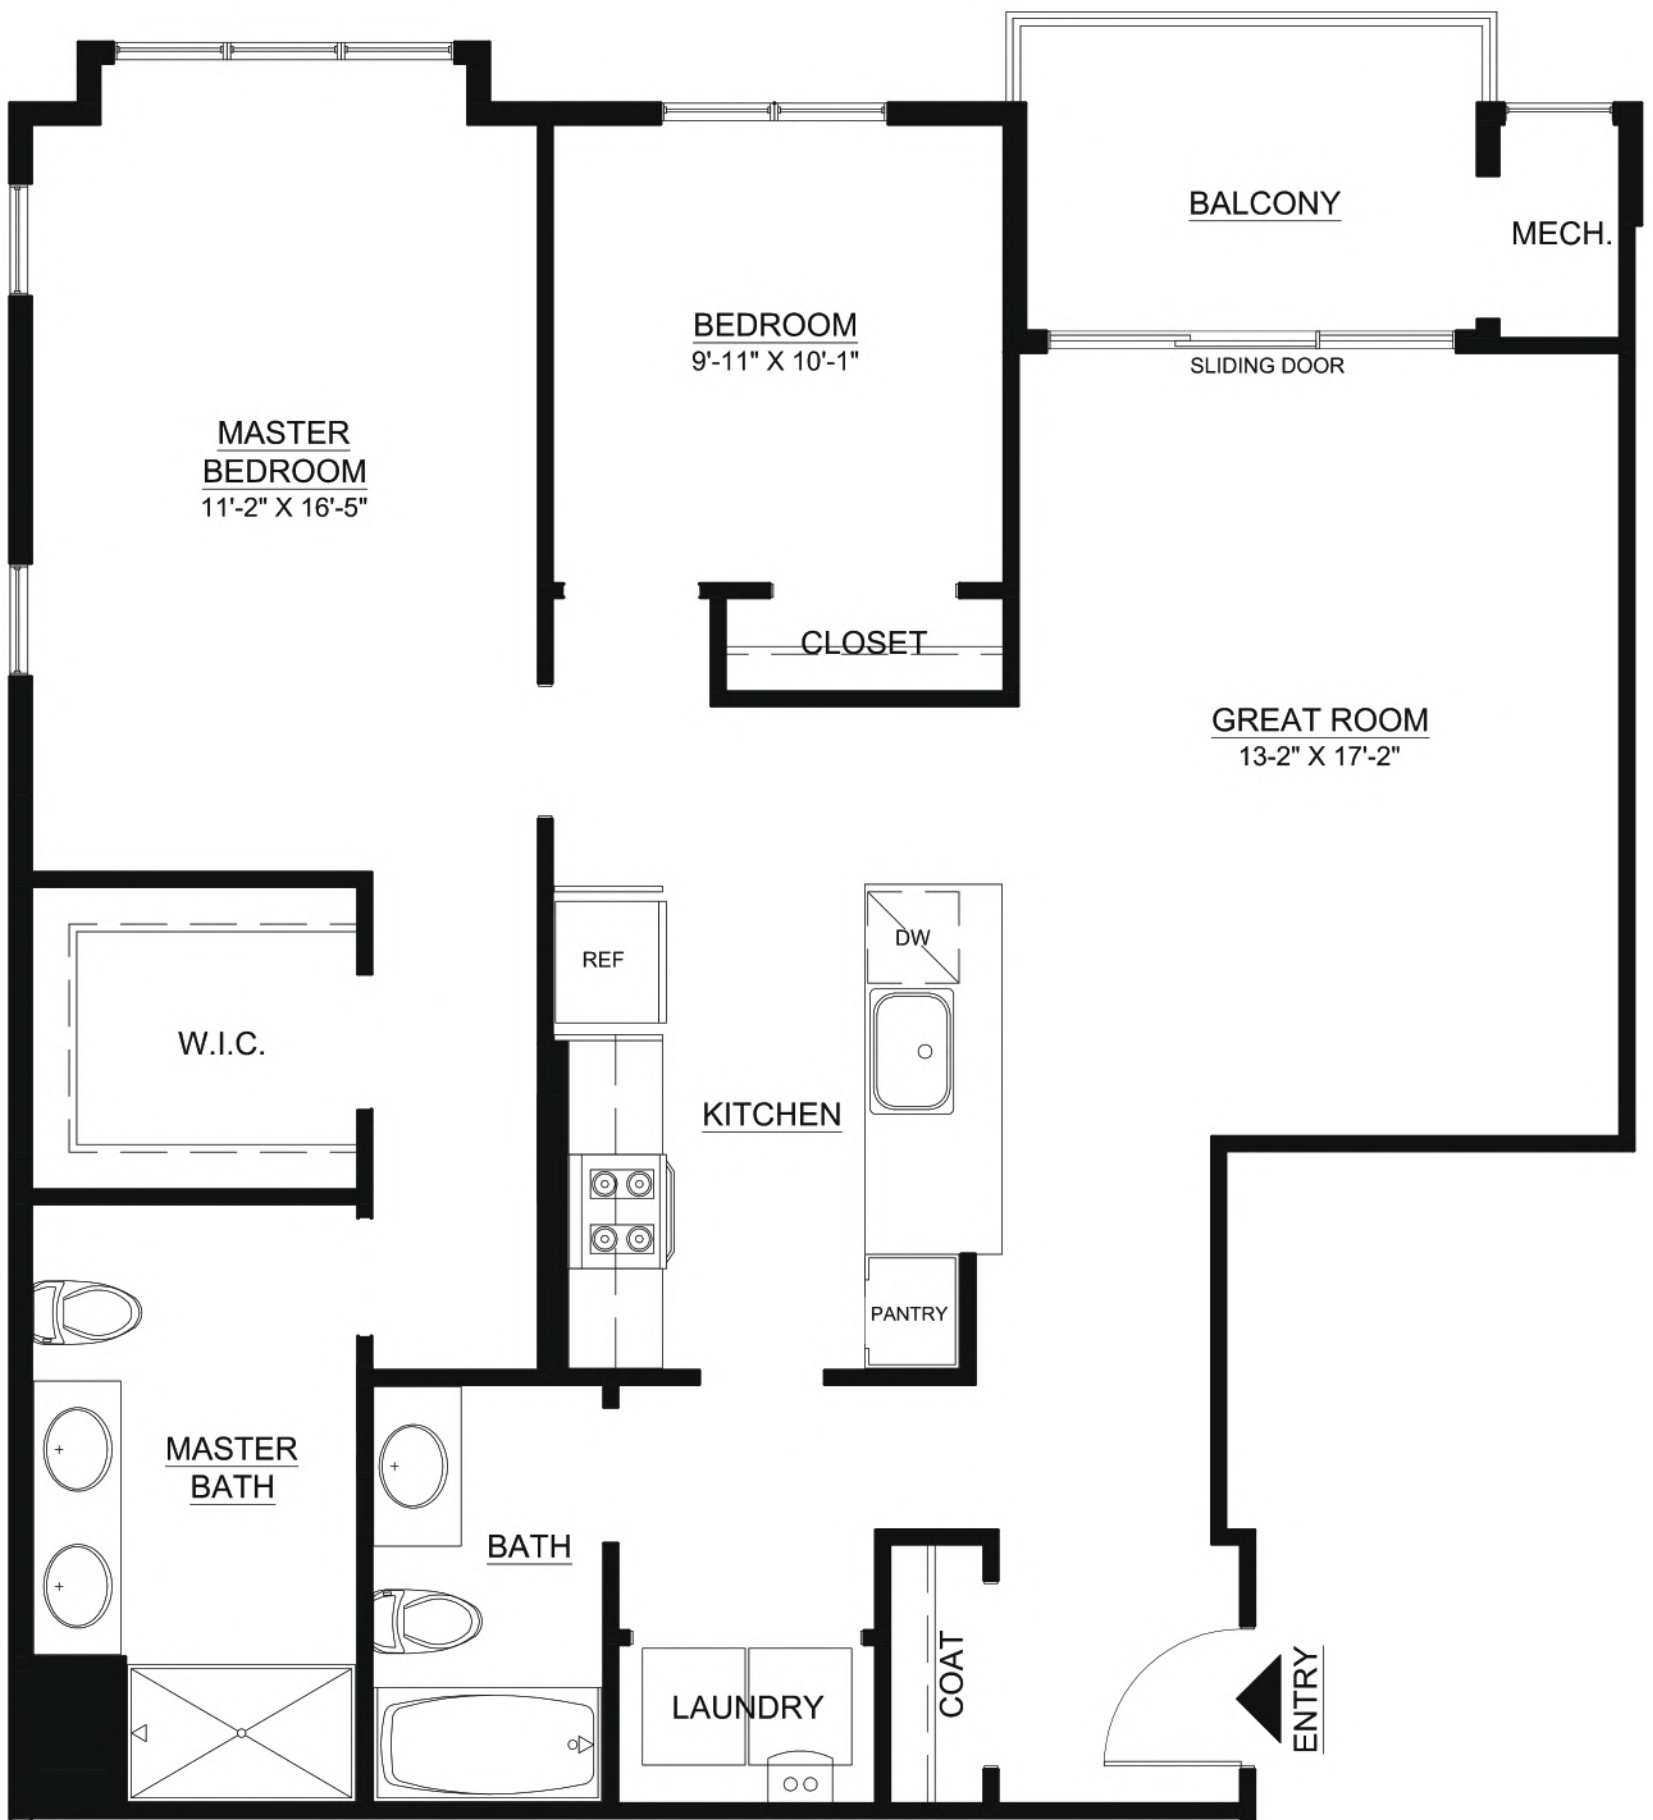 BALCONY
MECH.
BEDROOM
9'-11" X 10'-1"
SLIDING DOOR
MASTER
BEDROOM
11'-2" X 16'-5"
CLOSET
GREAT ROOM
13-2" X 17'-2"
DW
REF
W.I.C.
KITCHEN
PANTRY
MASTER
BATH
BATH
LAUNDRY
COAT
ENTRY